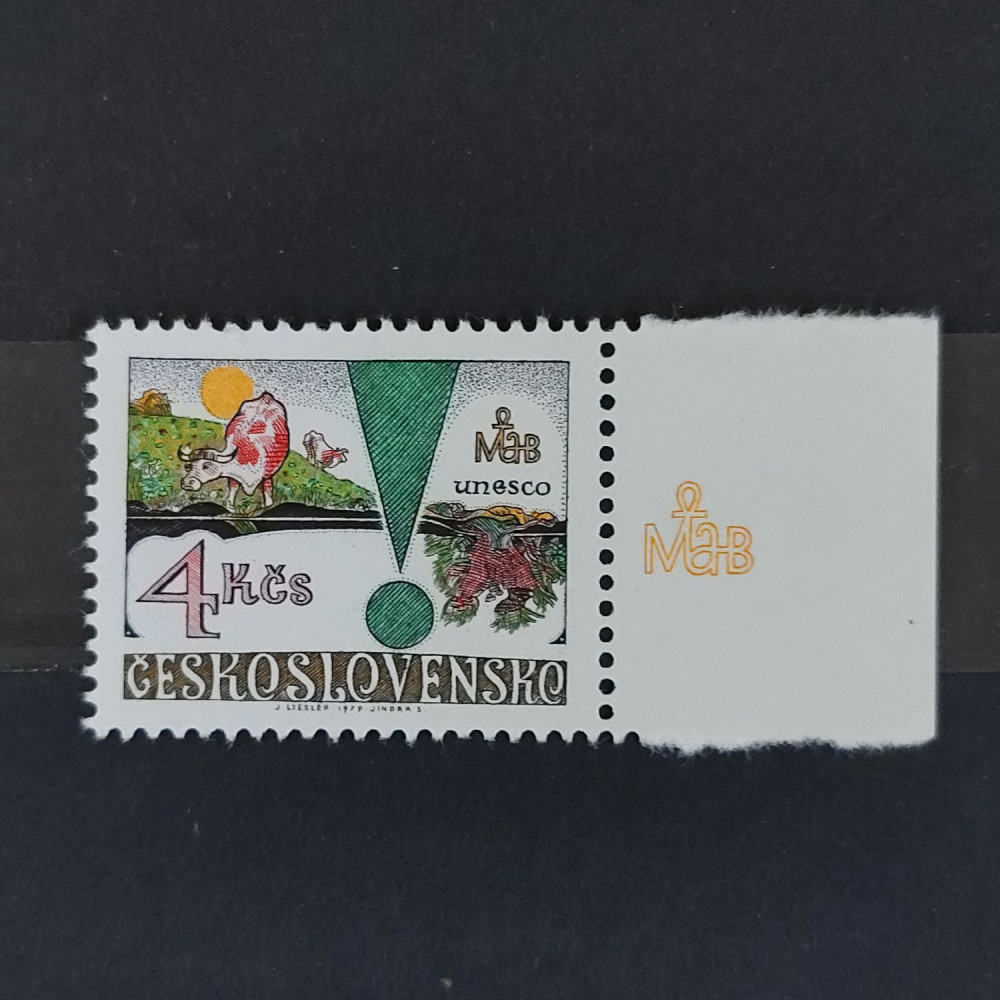 MaB
unesco
4 Kčs
ČESKOSLOVENSKO
J. LIESLER 1979 JINDRA S.
MaB